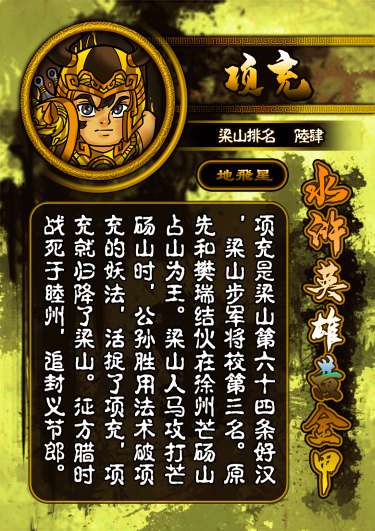 项充
梁山排名 陸肆
地飛星
水浒英雄黄金甲
项充是梁山第六十四条好汉
，梁山步军将校第三名。原
先和樊瑞结伙在徐州芒砀山
占山为王。梁山人马攻打芒
砀山时，公孙胜用法术破项
充的妖法，活捉了项充，项
充就归降了梁山。征方腊时
战死于睦州，追封义节郎。